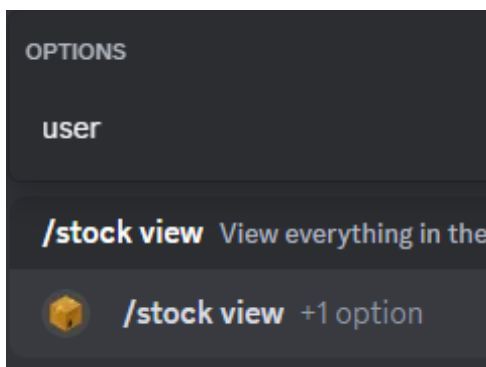 OPTIONS
user
/stock view View everything in the
/stock view +1 option